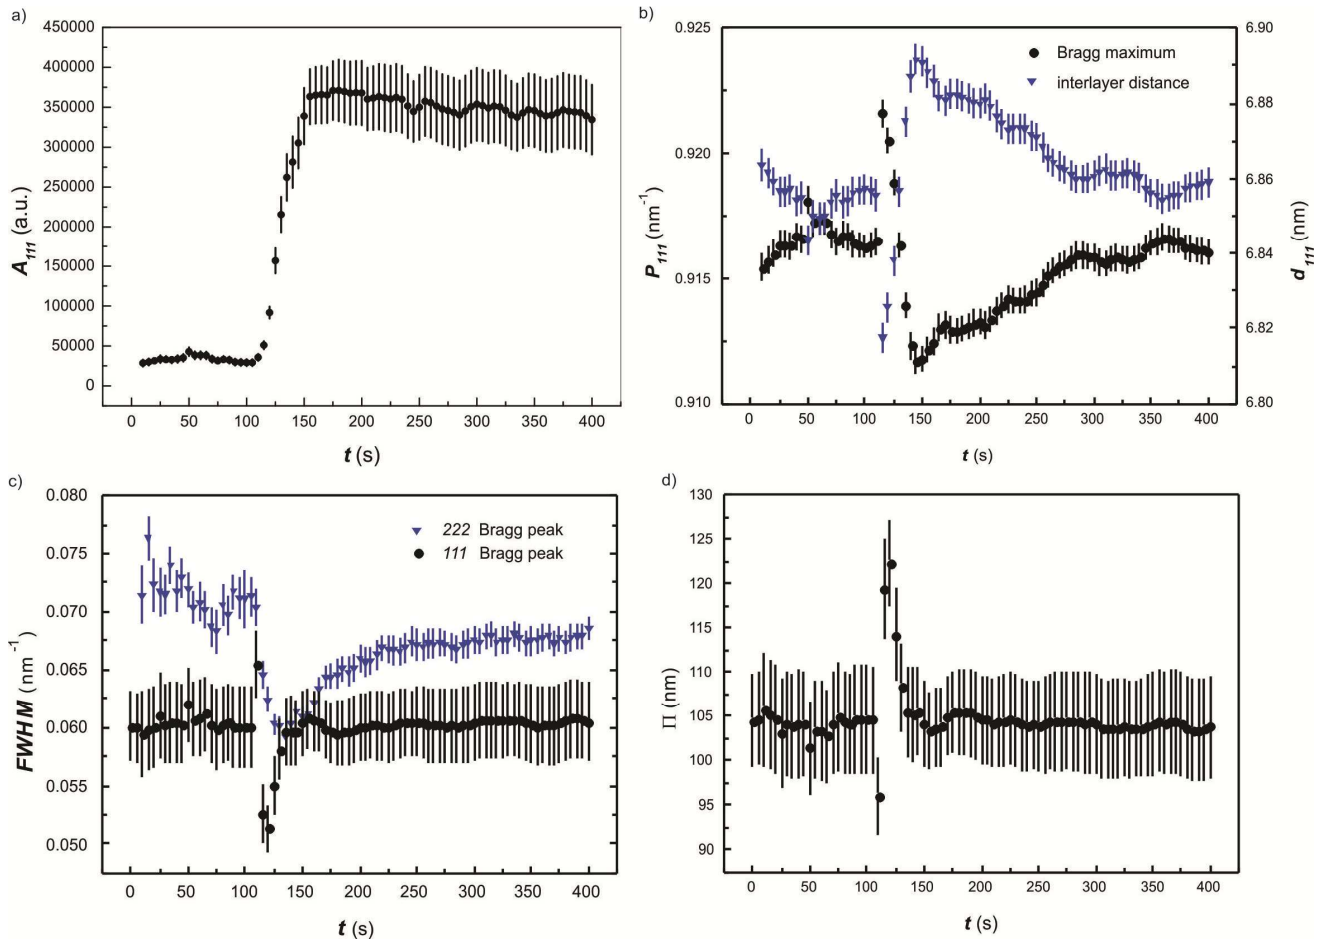 a)
450000
400000
350000
300000
250000
200000
150000
100000
50000
0
A111 (a.u.)
0 50 100 150 200 250 300 350 400
t (s)
b)
0.925
0.920
0.915
0.910
P111 (nm-1)
Bragg maximum
interlayer distance
6.90
6.88
6.86
6.84
6.82
6.80
d111 (nm)
0 50 100 150 200 250 300 350 400
t (s)
c)
0.080
0.075
0.070
0.065
0.060
0.055
0.050
FWHM (nm-1)
222 Bragg peak
111 Bragg peak
0 50 100 150 200 250 300 350 400
t (s)
d)
130
125
120
115
110
105
100
95
90
Π (nm)
0 50 100 150 200 250 300 350 400
t (s)